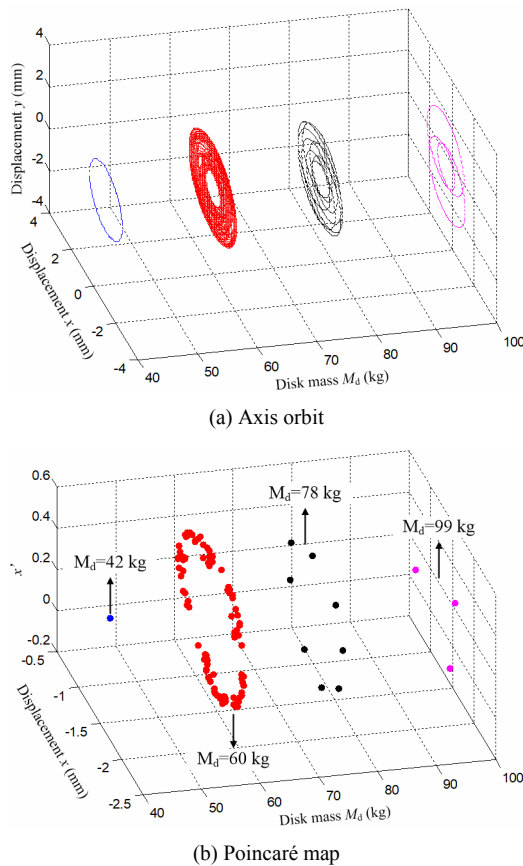 4
2
0
-2
-4
Displacement y (mm)
4
2
0
-2
-4
Displacement x (mm)
40
50
60
70
80
90
100
Disk mass Md (kg)
(a) Axis orbit
0.6
0.4
0.2
0
-0.2
x'
Md=78 kg
Md=99 kg
Md=42 kg
Md=60 kg
-0.5
-1
-1.5
-2
-2.5
Displacement x (mm)
40
50
60
70
80
90
100
Disk mass Md (kg)
(b) Poincaré map